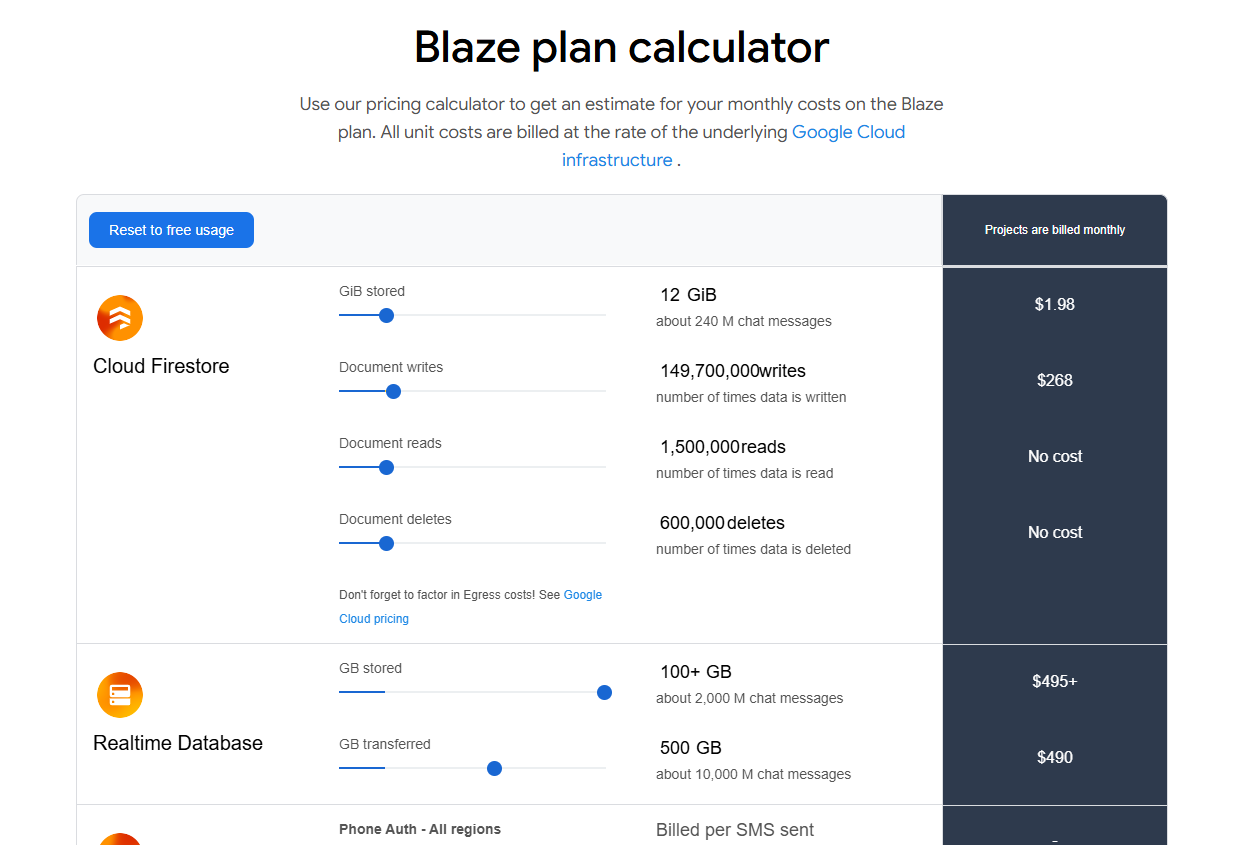 Blaze plan calculator
Use our pricing calculator to get an estimate for your monthly costs on the Blaze
plan. All unit costs are billed at the rate of the underlying Google Cloud
infrastructure .
Reset to free usage
Projects are billed monthly
Cloud Firestore
GiB stored
12 GiB
about 240 M chat messages
$1.98
Document writes
149,700,000writes
number of times data is written
$268
Document reads
1,500,000reads
number of times data is read
No cost
Document deletes
600,000deletes
number of times data is deleted
No cost
Don't forget to factor in Egress costs! See Google
Cloud pricing
Realtime Database
GB stored
100+ GB
about 2,000 M chat messages
$495+
GB transferred
500 GB
about 10,000 M chat messages
$490
Phone Auth - All regions
Billed per SMS sent